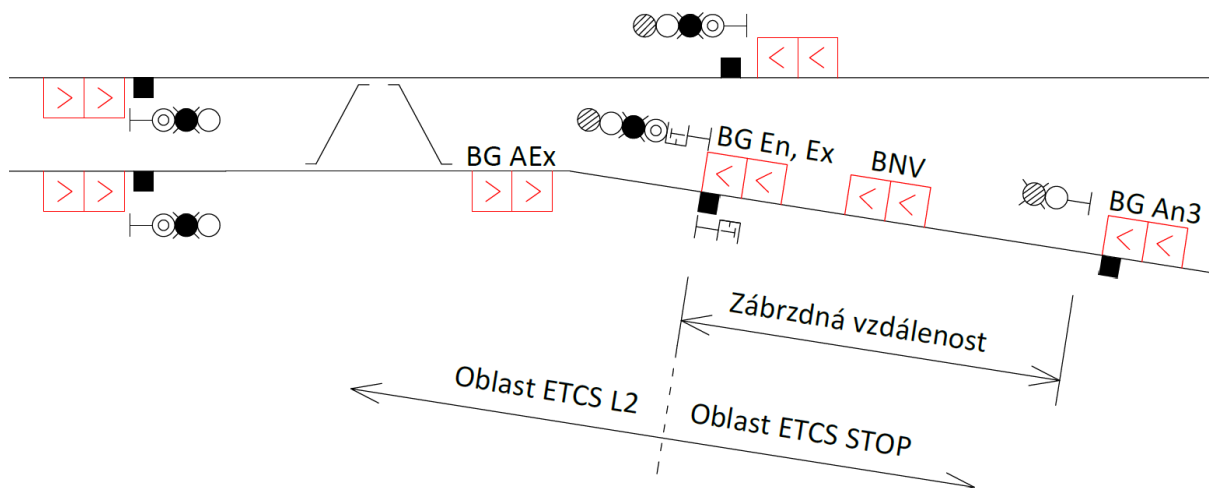 BG AEx
BG En, Ex
BNV
BG An3
Zábrzdná vzdálenost
Oblast ETCS L2
Oblast ETCS STOP